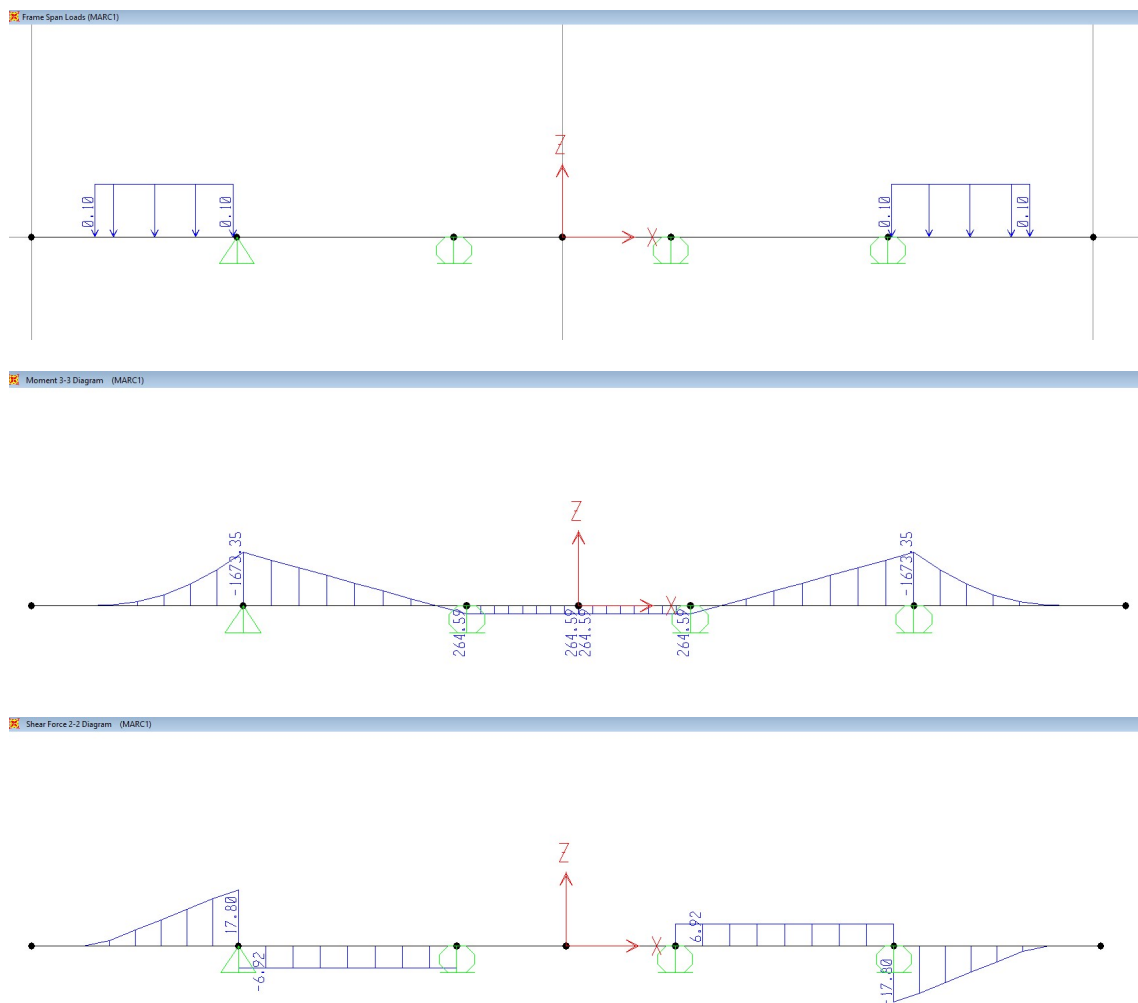 Frame Span Loads (MARC1)
Z
X
0.10
0.10
0.10
0.10
Moment 3-3 Diagram (MARC1)
Z
X
-1673.35
264.59
264.59
264.59
264.59
-1673.35
Shear Force 2-2 Diagram (MARC1)
Z
X
17.80
-6.92
6.92
-17.80